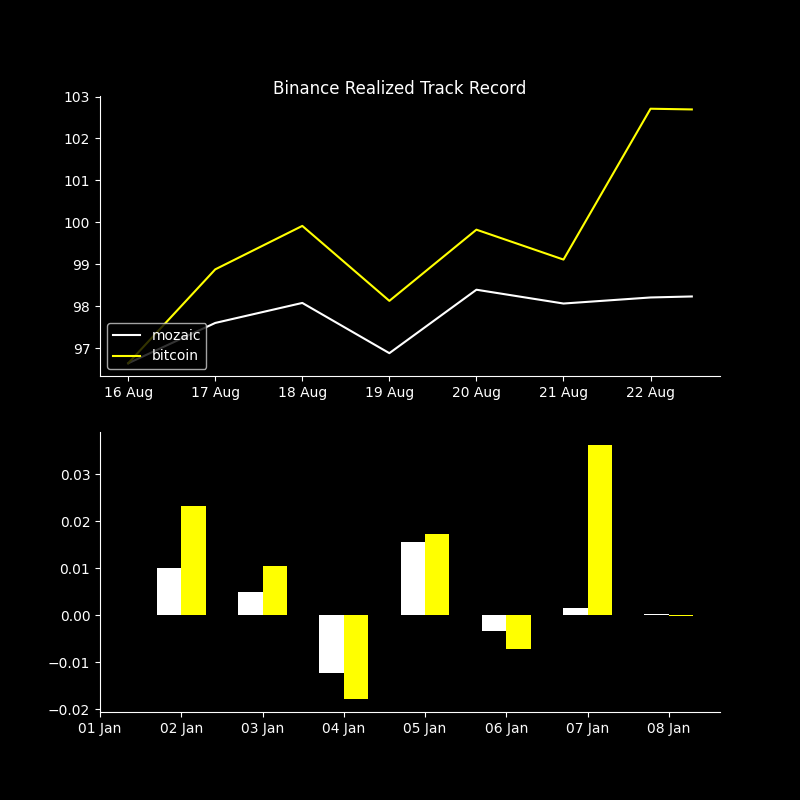 Binance Realized Track Record
103
102
101
100
99
98
97
mozaic
bitcoin
16 Aug 17 Aug 18 Aug 19 Aug 20 Aug 21 Aug 22 Aug
0.03
0.02
0.01
0.00
−0.01
−0.02
01 Jan 02 Jan 03 Jan 04 Jan 05 Jan 06 Jan 07 Jan 08 Jan